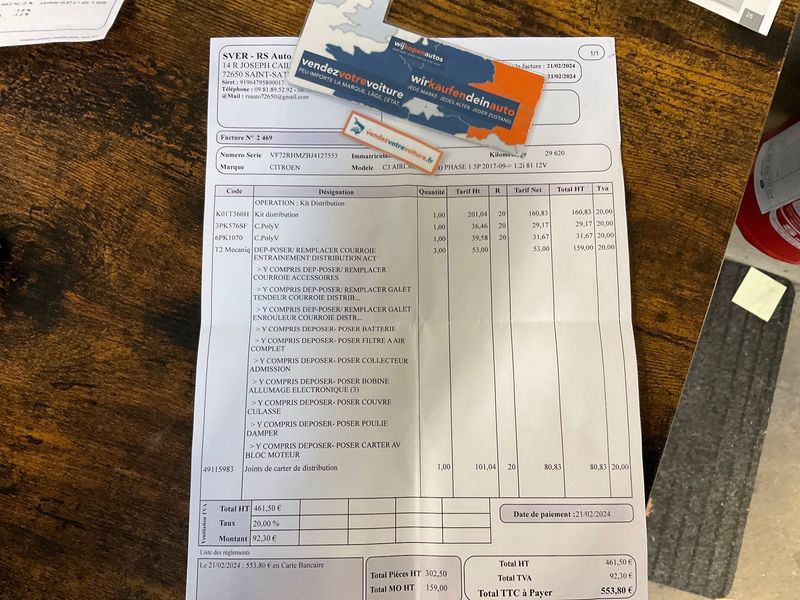 25
SVER - RS Auto
14 R JOSEPH CAIL
72650 SAINT-SAT
Siret : 91964795800017
Téléphone : 09.81.89.52.92 - 06.
@Mail : rsauto72650@gmail.com
facture : 21/02/2024
21/02/2024
1/1
wijkopenautos
vendezvotrevoiture
PEU IMPORTE LA MARQUE, L'ÂGE, L'ÉTAT.
wirkaufendeinauto
JEDE MARKE. JEDES ALTER. JEDER ZUSTAND.
vendezvotrevoiture.fr
Facture N° 2 469
Numero Serie VF72RHMZBJ4127553 Immatricula Kilométrage 29 620
Marque CITROEN Modele C3 AIRCRO PHASE 1 5P 2017-09-> 1.2i 81 12V
Code Désignation Quantité Tarif Ht R Tarif Net Total HT Tva
OPERATION : Kit Distribution
K01T360H Kit distribution 1,00 201,04 20 160,83 160,83 20,00
3PK576SF C.PolyV 1,00 36,46 20 29,17 29,17 20,00
6PK1070 C.PolyV 1,00 39,58 20 31,67 31,67 20,00
T2 Mecaniq DEP-POSER/ REMPLACER COURROIE 3,00 53,00 53,00 159,00 20,00
ENTRAINEMENT DISTRIBUTION ACT
> Y COMPRIS DEP-POSER/ REMPLACER
COURROIE ACCESSOIRES
> Y COMPRIS DEP-POSER/ REMPLACER GALET
TENDEUR COURROIE DISTRIB...
> Y COMPRIS DEP-POSER/ REMPLACER GALET
ENROULEUR COURROIE DISTR...
> Y COMPRIS DEPOSER- POSER BATTERIE
> Y COMPRIS DEPOSER- POSER FILTRE A AIR
COMPLET
> Y COMPRIS DEPOSER- POSER COLLECTEUR
ADMISSION
> Y COMPRIS DEPOSER- POSER BOBINE
ALLUMAGE ELECTRONIQUE (3)
> Y COMPRIS DEPOSER- POSER COUVRE
CULASSE
> Y COMPRIS DEPOSER- POSER POULIE
DAMPER
> Y COMPRIS DEPOSER- POSER CARTER AV
BLOC MOTEUR
49115983 Joints de carter de distribution 1,00 101,04 20 80,83 80,83 20,00
Ventilation TVA
Total HT 461,50 €
Taux 20,00 %
Montant 92,30 €
Date de paiement :21/02/2024
Liste des règlements
Le 21/02/2024 : 553,80 € en Carte Bancaire
Total Pièces HT 302,50
Total MO HT 159,00
Total HT 461,50 €
Total TVA 92,30 €
Total TTC à Payer 553,80 €